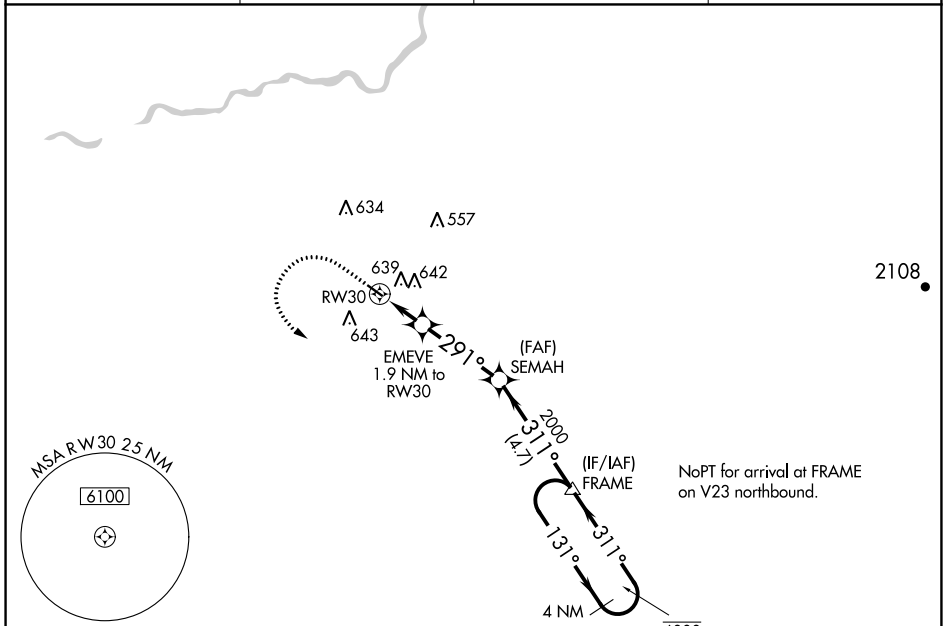 634
557
639
642
2108
RW30
643
EMEVE
1.9 NM to
RW30
291°
(FAF)
SEMAH
2000
311°
(4.7)
(IF/IAF)
FRAME
NoPT for arrival at FRAME
on V23 northbound.
MSA RW30 25 NM
6100
131°
311°
4 NM